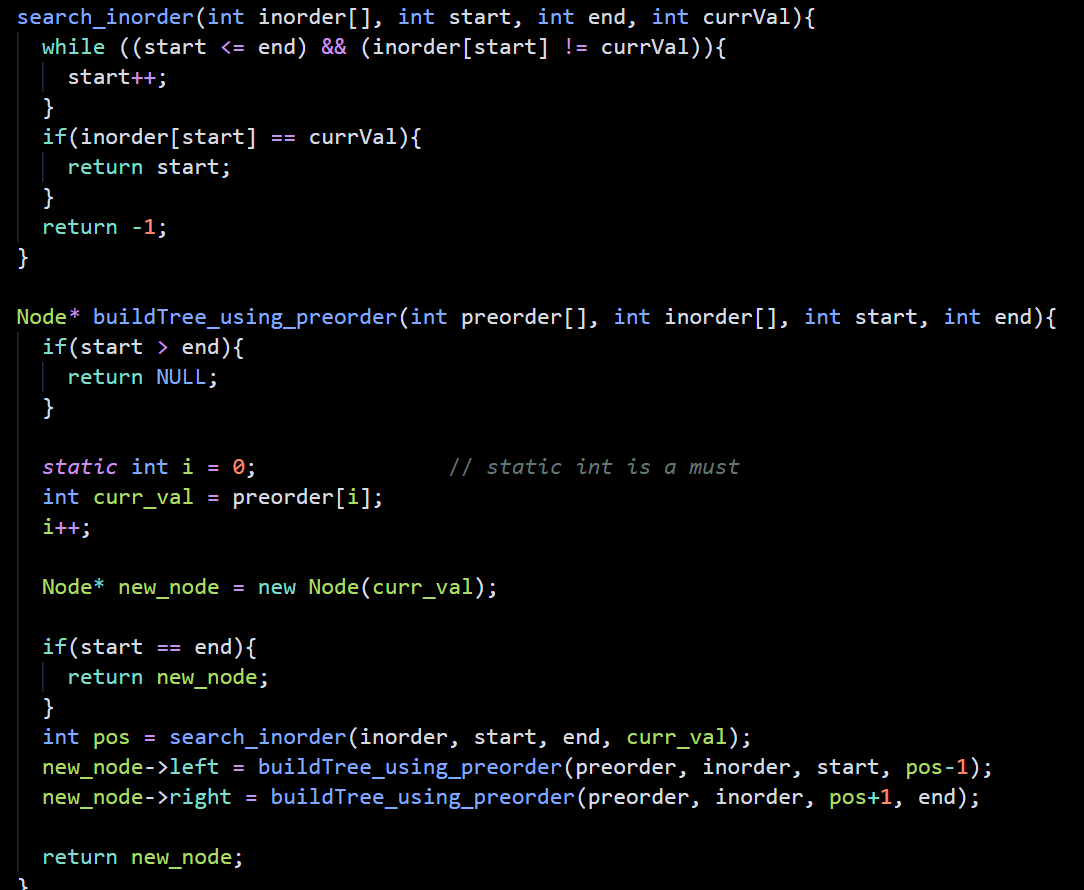 search_inorder(int inorder[], int start, int end, int currVal){
  while ((start <= end) && (inorder[start] != currVal)){
    start++;
  }
  if(inorder[start] == currVal){
    return start;
  }
  return -1;
}

Node* buildTree_using_preorder(int preorder[], int inorder[], int start, int end){
  if(start > end){
    return NULL;
  }

  static int i = 0;               // static int is a must
  int curr_val = preorder[i];
  i++;

  Node* new_node = new Node(curr_val);

  if(start == end){
    return new_node;
  }
  int pos = search_inorder(inorder, start, end, curr_val);
  new_node->left = buildTree_using_preorder(preorder, inorder, start, pos-1);
  new_node->right = buildTree_using_preorder(preorder, inorder, pos+1, end);

  return new_node;
}